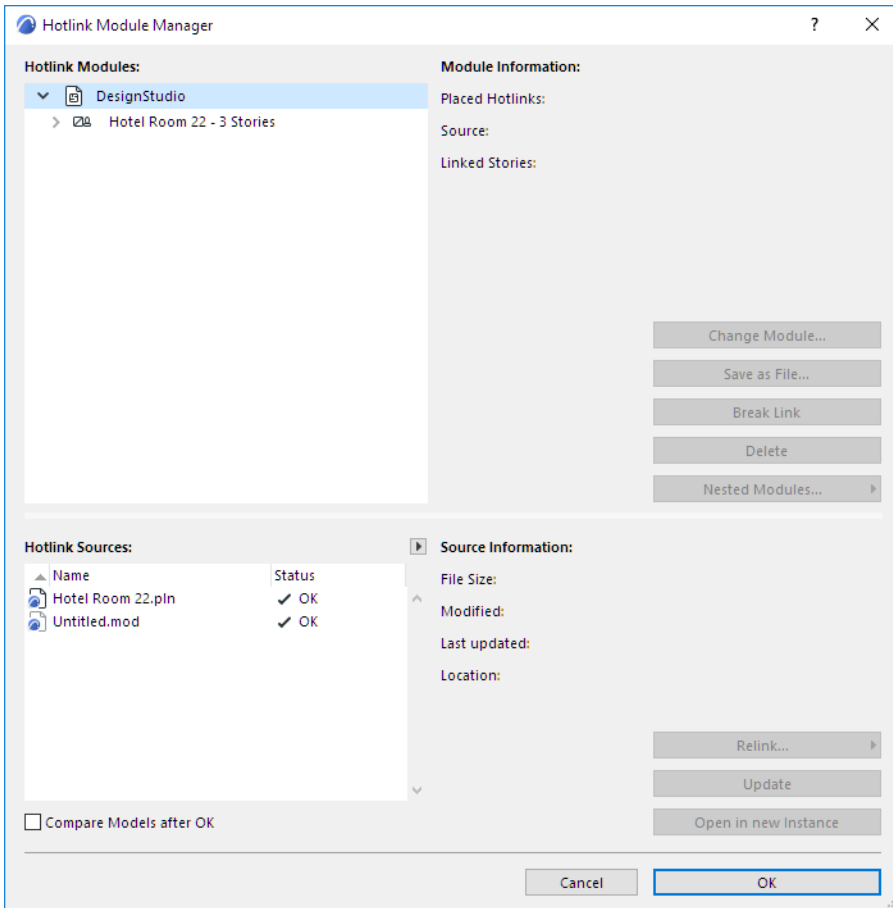 Hotlink Module Manager
?
Hotlink Modules:
DesignStudio
Hotel Room 22 - 3 Stories
Module Information:
Placed Hotlinks:
Source:
Linked Stories:
Change Module...
Save as File...
Break Link
Delete
Nested Modules...
Hotlink Sources:
Name Status
Hotel Room 22.pln OK
Untitled.mod OK
Compare Models after OK
Source Information:
File Size:
Modified:
Last updated:
Location:
Relink...
Update
Open in new Instance
Cancel OK